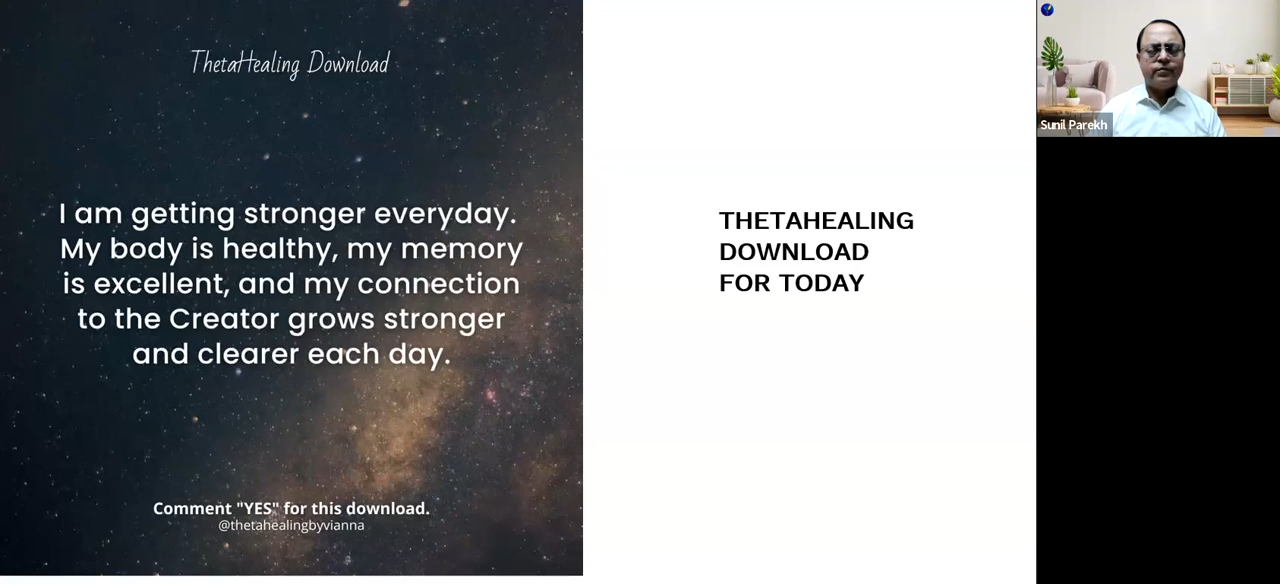 ThetaHealing Download
I am getting stronger everyday.
My body is healthy, my memory
is excellent, and my connection
to the Creator grows stronger
and clearer each day.
Comment "YES" for this download.
@thetahealingbyvianna
THETAHEALING
DOWNLOAD
FOR TODAY
Sunil Parekh